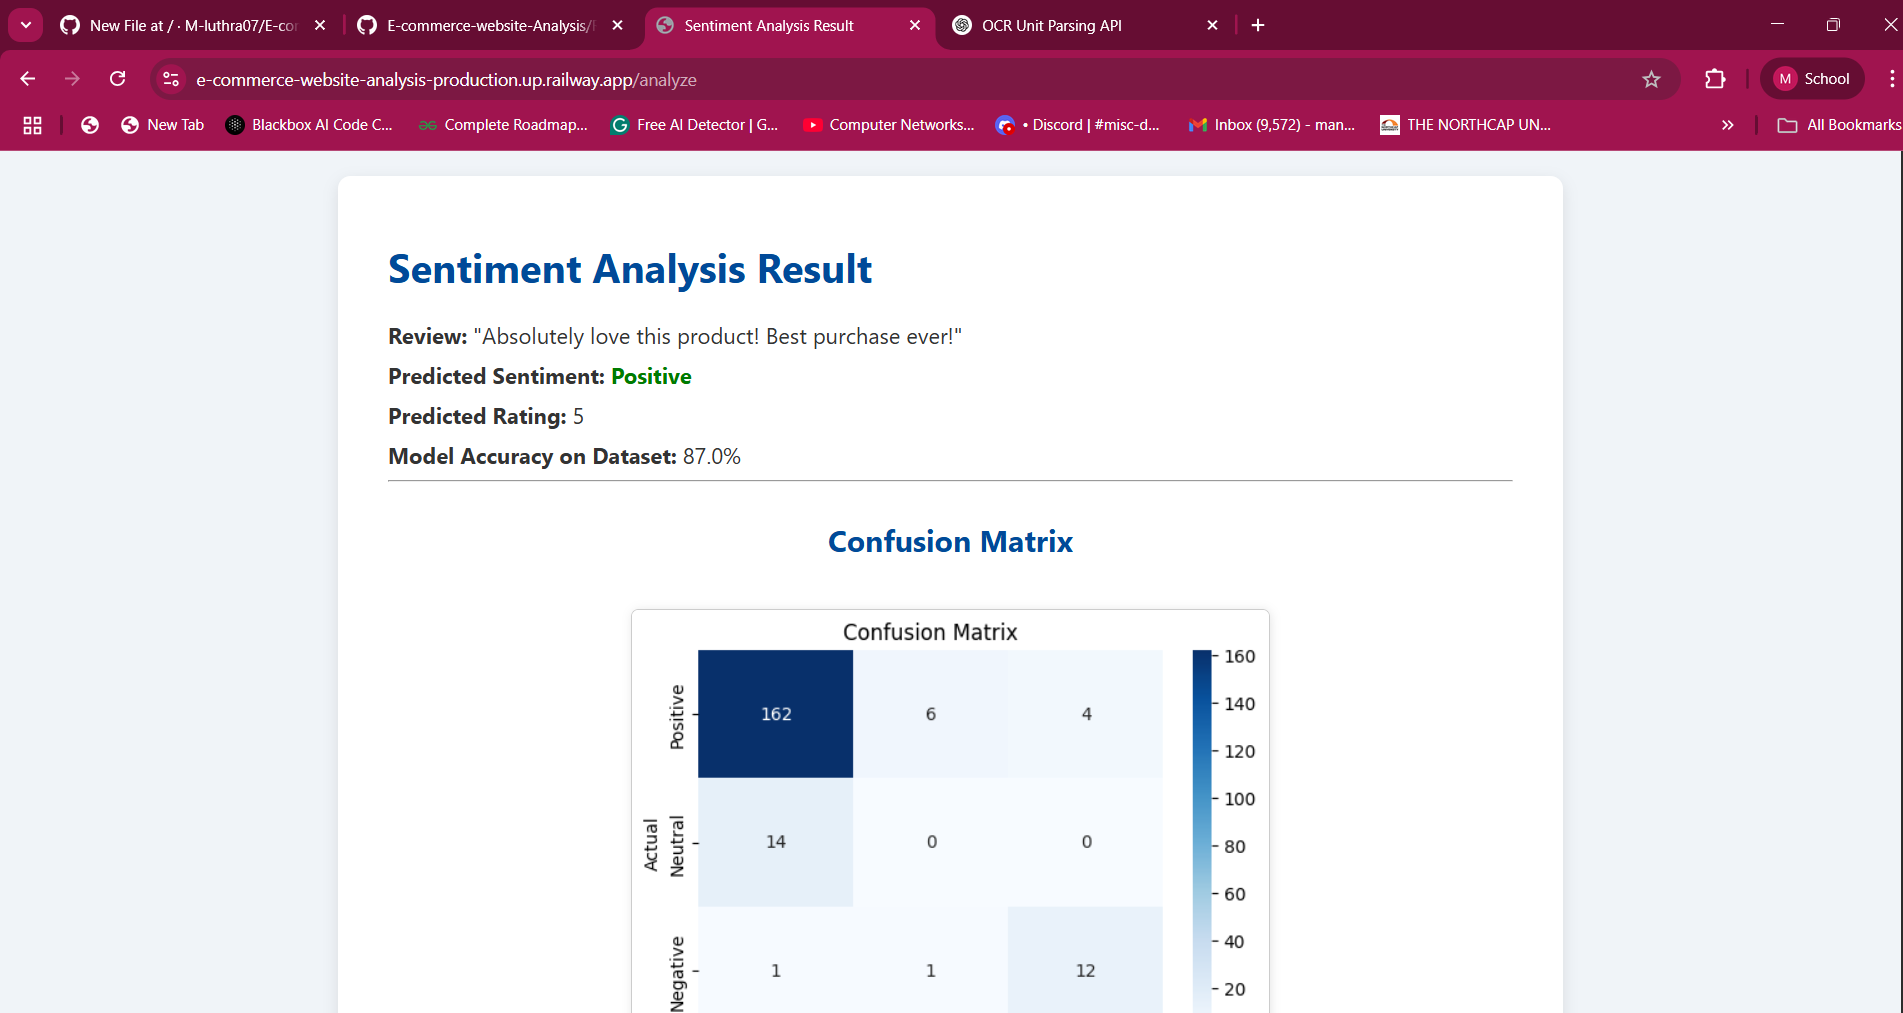 New File at / · M-luthra07/E-cor
E-commerce-website-Analysis/
Sentiment Analysis Result
OCR Unit Parsing API
e-commerce-website-analysis-production.up.railway.app/analyze
M School
New Tab
Blackbox AI Code C...
Complete Roadmap...
Free AI Detector | G...
Computer Networks...
• Discord | #misc-d...
Inbox (9,572) - man...
THE NORTHCAP UN...
All Bookmarks
Sentiment Analysis Result
Review: "Absolutely love this product! Best purchase ever!"
Predicted Sentiment: Positive
Predicted Rating: 5
Model Accuracy on Dataset: 87.0%
Confusion Matrix
Confusion Matrix
Actual
Positive
162 6 4
Neutral
14 0 0
Negative
1 1 12
160
140
120
100
80
60
40
20